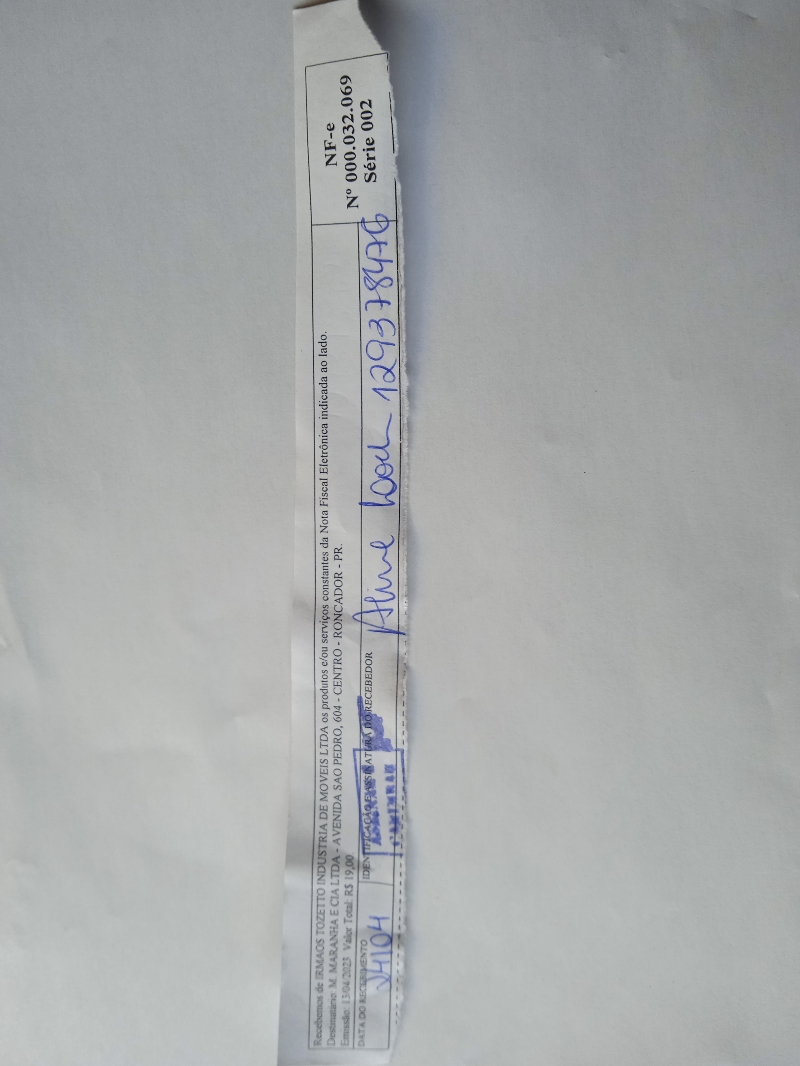 Recebemos de IRMAOS TOZETTO INDUSTRIA DE MOVEIS LTDA os produtos e/ou serviços constantes da Nota Fiscal Eletrônica indicada ao lado.
Destinatário: M. MARANHA E CIA LTDA - AVENIDA SAO PEDRO, 604 - CENTRO - RONCADOR - PR.
Emissão: 13/04/2023 Valor Total: R$ 19,00
DATA DO RECEBIMENTO
24/04
IDENTIFICAÇÃO E ASSINATURA DO RECEBEDOR
Aline 129378476
NF-e
Nº 000.032.069
Série 002